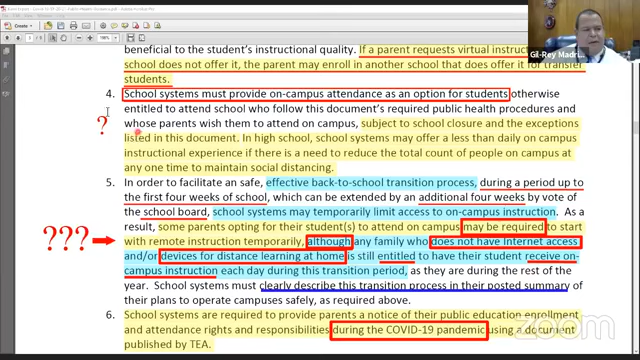 beneficial to the student's instructional quality. If a parent requests virtual instruc
school does not offer it, the parent may enroll in another school that does offer it for transfer
students.
4. School systems must provide on-campus attendance as an option for students otherwise
entitled to attend school who follow this document's required public health procedures and
whose parents wish them to attend on campus, subject to school closure and the exceptions
listed in this document. In high school, school systems may offer a less than daily on campus
instructional experience if there is a need to reduce the total count of people on campus at
any one time to maintain social distancing.
?
5. In order to facilitate an safe, effective back-to-school transition process, during a period up to
the first four weeks of school, which can be extended by an additional four weeks by vote of
the school board, school systems may temporarily limit access to on-campus instruction. As a
result, some parents opting for their student(s) to attend on campus may be required to start
with remote instruction temporarily, although any family who does not have Internet access
and/or devices for distance learning at home is still entitled to have their student receive on-
campus instruction each day during this transition period, as they are during the rest of the
year. School systems must clearly describe this transition process in their posted summary
of their plans to operate campuses safely, as required above.
???
6. School systems are required to provide parents a notice of their public education enrollment
and attendance rights and responsibilities during the COVID-19 pandemic using a document
published by TEA.
Gil-Rey Madri
LIVE